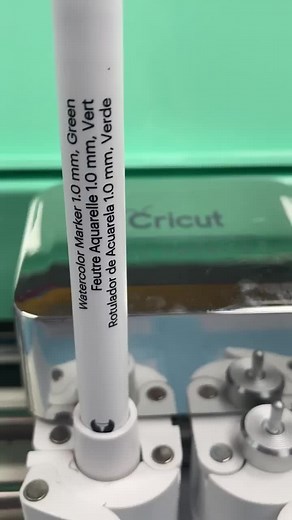 Watercolor Marker 1.0 mm, Green
Feutre Aquarelle 1.0 mm, Vert
Rotulador de Acuarela 1.0 mm, Verde
Cricut